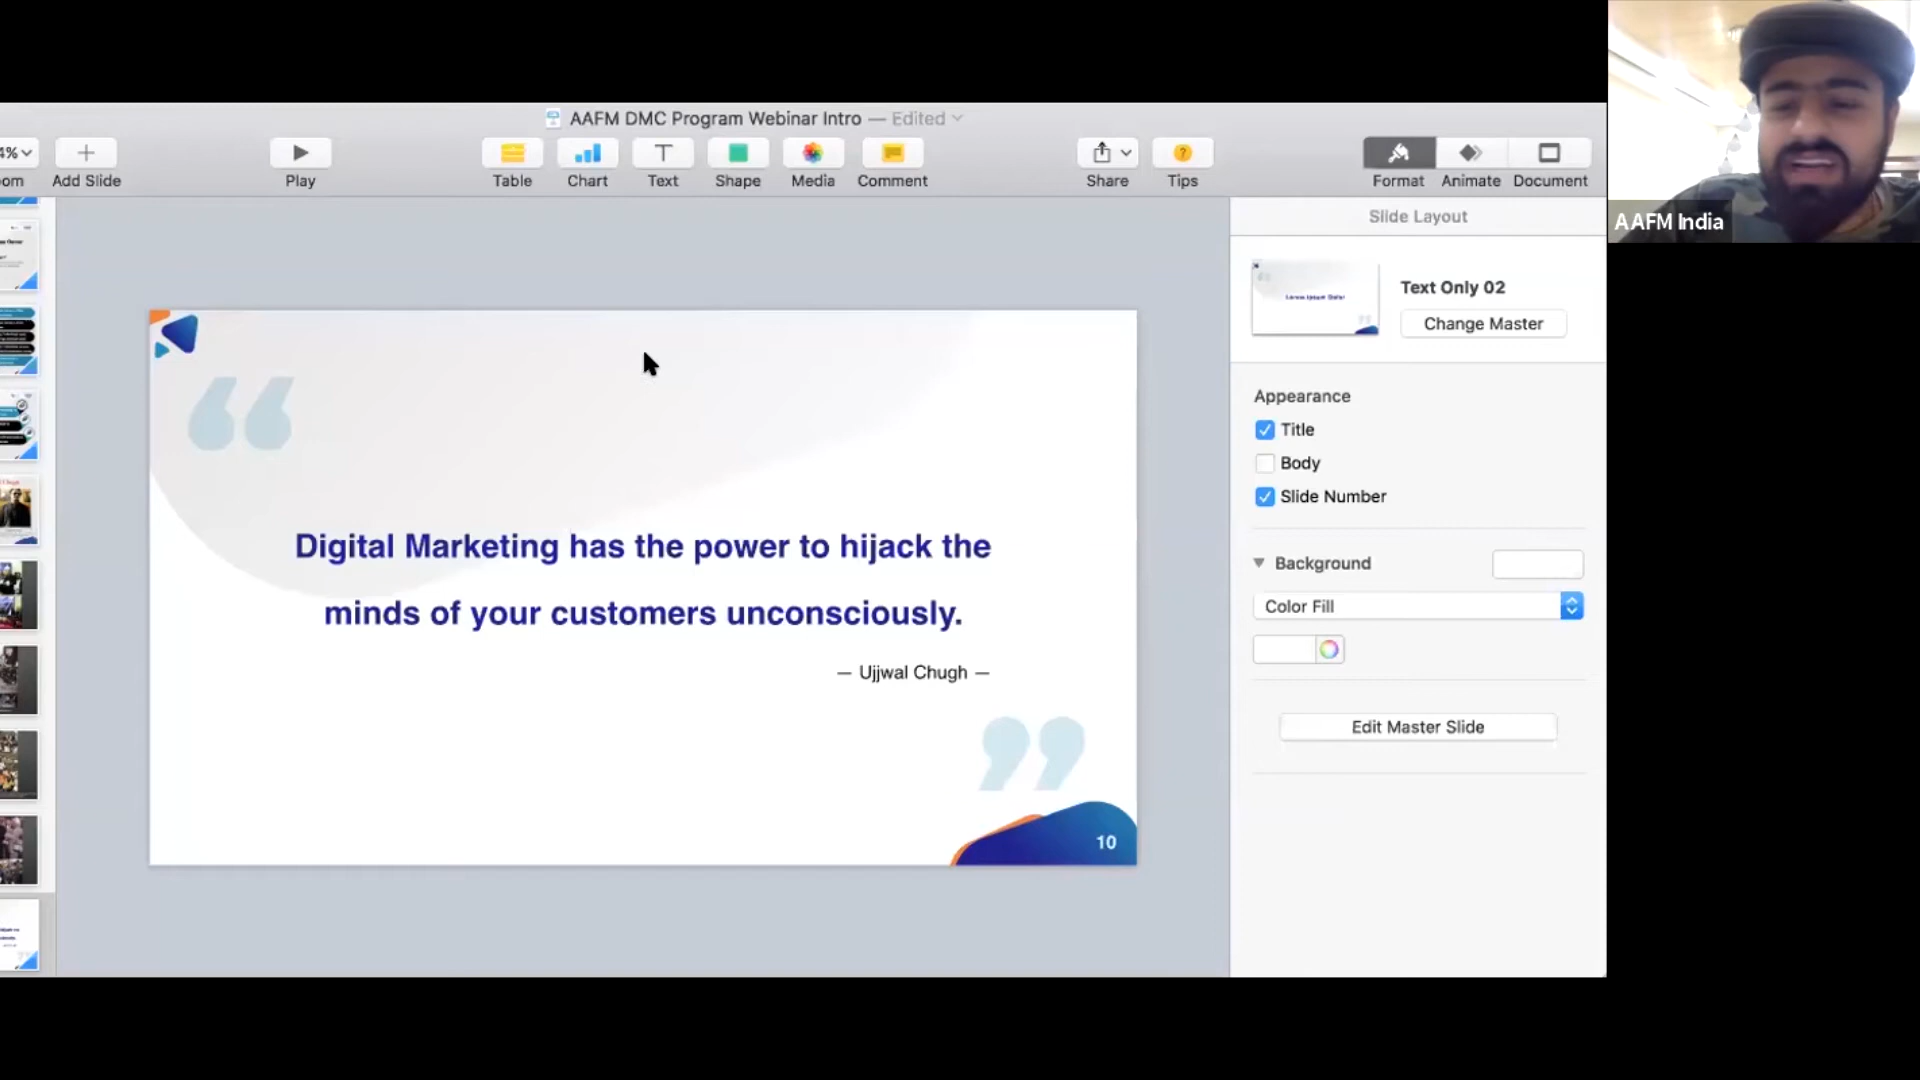 AAFM DMC Program Webinar Intro — Edited
4%
Add Slide
Play
Table
Chart
Text
Shape
Media
Comment
Share
Tips
Format
Animate
Document
AAFM India
Slide Layout
Text Only 02
Change Master
Appearance
Title
Body
Slide Number
Background
Color Fill
Edit Master Slide
“
Digital Marketing has the power to hijack the
minds of your customers unconsciously.
— Ujjwal Chugh —
”
10